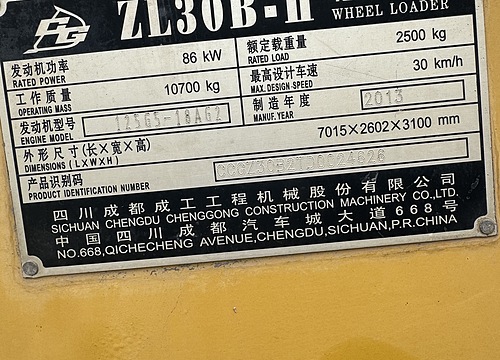 ZL30B-II
WHEEL LOADER
发动机功率 86 kW 额定载重量 2500 kg
RATED POWER RATED LOAD
工作质量 10700 kg 最高设计车速 30 km/h
OPERATING MASS MAX.DESIGN-SPEED
发动机型号 制造年度 2013
ENGINE MODEL MANUF.YEAR
外形尺寸(长×宽×高) 7015×2602×3100 mm
DIMENSIONS (L×W×H)
产品识别码
PRODUCT IDENTIFICATION NUMBER
四川成都成工工程机械股份有限公司
SICHUAN CHENGDU CHENGGONG CONSTRUCTION MACHINERY CO.,LTD.
中国四川成都汽车城大道668号
NO.668,QICHECHENG AVENUE,CHENGDU,SICHUAN,P.R.CHINA